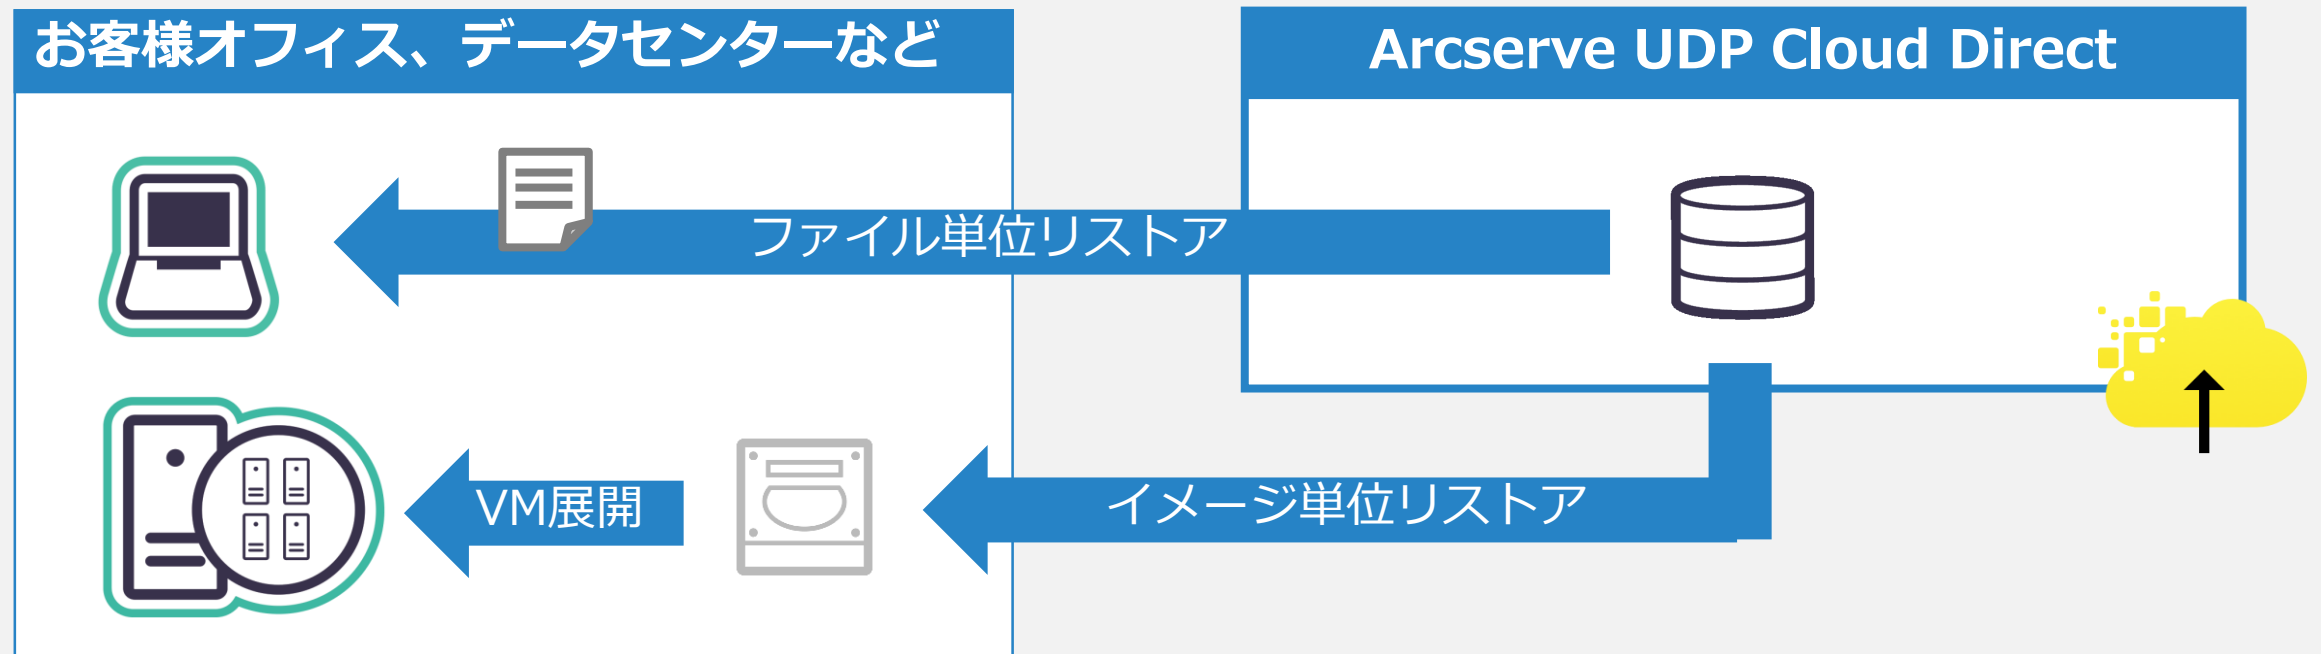 お客様オフィス、データセンターなど
Arcserve UDP Cloud Direct
ファイル単位リストア
VM展開
イメージ単位リストア